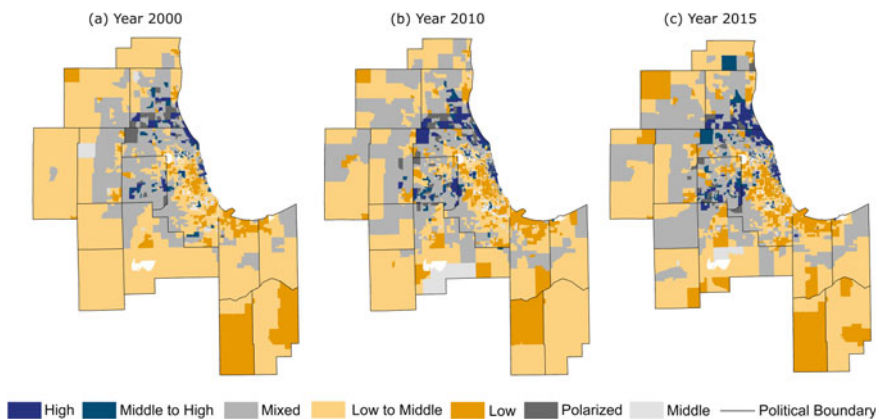 (a) Year 2000 (b) Year 2010 (c) Year 2015
High Middle to High Mixed Low to Middle Low Polarized Middle Political Boundary